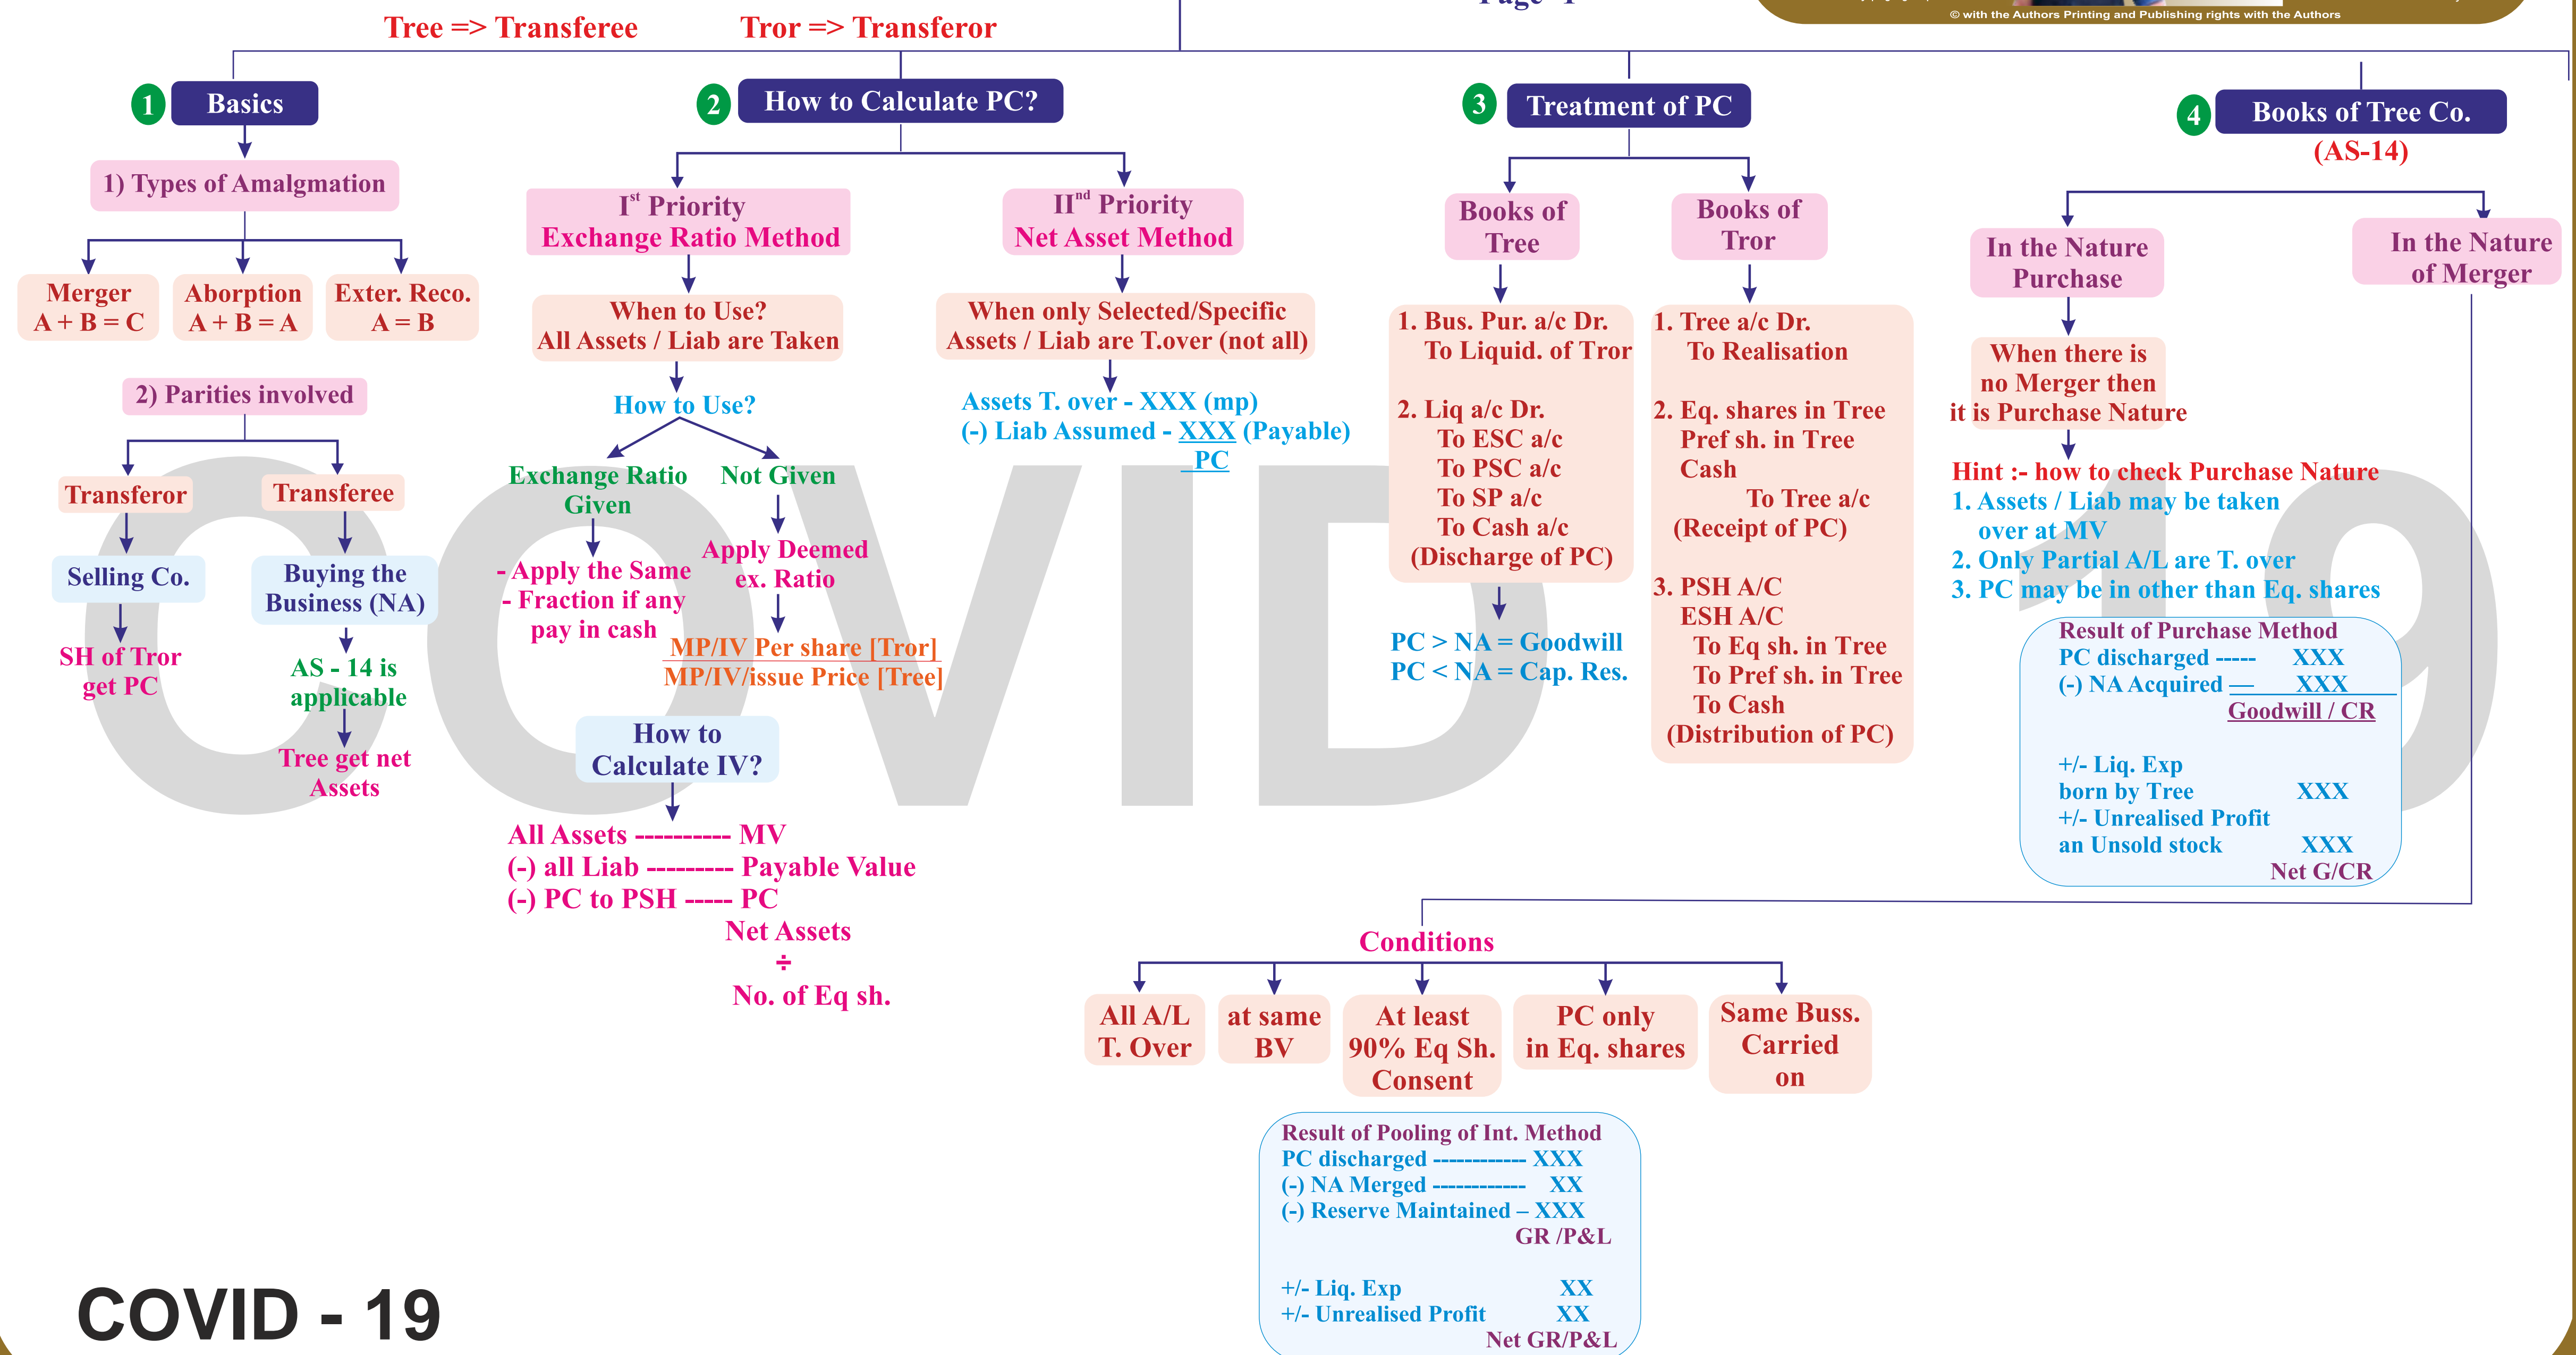 Tree => Transferee
Tror => Transferor
© with the Authors Printing and Publishing rights with the Authors
1
Basics
1) Types of Amalgmation
Merger
A + B = C
Aborption
A + B = A
Exter. Reco.
A = B
2) Parities involved
Transferor
Selling Co.
SH of Tror
get PC
Transferee
Buying the
Business (NA)
AS - 14 is
applicable
Tree get net
Assets
2
How to Calculate PC?
Ist Priority
Exchange Ratio Method
When to Use?
All Assets / Liab are Taken
How to Use?
Exchange Ratio
Given
- Apply the Same
- Fraction if any
pay in cash
Not Given
Apply Deemed
ex. Ratio
MP/IV Per share [Tror]
MP/IV/issue Price [Tree]
How to
Calculate IV?
All Assets ---------- MV
(-) all Liab --------- Payable Value
(-) PC to PSH ----- PC
Net Assets
÷
No. of Eq sh.
IInd Priority
Net Asset Method
When only Selected/Specific
Assets / Liab are T.over (not all)
Assets T. over - XXX (mp)
(-) Liab Assumed - XXX (Payable)
PC
3
Treatment of PC
Books of
Tree
1. Bus. Pur. a/c Dr.
To Liquid. of Tror
2. Liq a/c Dr.
To ESC a/c
To PSC a/c
To SP a/c
To Cash a/c
(Discharge of PC)
PC > NA = Goodwill
PC < NA = Cap. Res.
Books of
Tror
1. Tree a/c Dr.
To Realisation
2. Eq. shares in Tree
Pref sh. in Tree
Cash
To Tree a/c
(Receipt of PC)
3. PSH A/C
ESH A/C
To Eq sh. in Tree
To Pref sh. in Tree
To Cash
(Distribution of PC)
4
Books of Tree Co.
(AS-14)
In the Nature
Purchase
When there is
no Merger then
it is Purchase Nature
Hint :- how to check Purchase Nature
1. Assets / Liab may be taken
over at MV
2. Only Partial A/L are T. over
3. PC may be in other than Eq. shares
Result of Purchase Method
PC discharged ----- XXX
(-) NA Acquired — XXX
Goodwill / CR
+/- Liq. Exp
born by Tree XXX
+/- Unrealised Profit
an Unsold stock XXX
Net G/CR
In the Nature
of Merger
Conditions
All A/L
T. Over
at same
BV
At least
90% Eq Sh.
Consent
PC only
in Eq. shares
Same Buss.
Carried
on
Result of Pooling of Int. Method
PC discharged ------------ XXX
(-) NA Merged ------------ XX
(-) Reserve Maintained – XXX
GR /P&L
+/- Liq. Exp XX
+/- Unrealised Profit XX
Net GR/P&L
COVID 19
COVID - 19